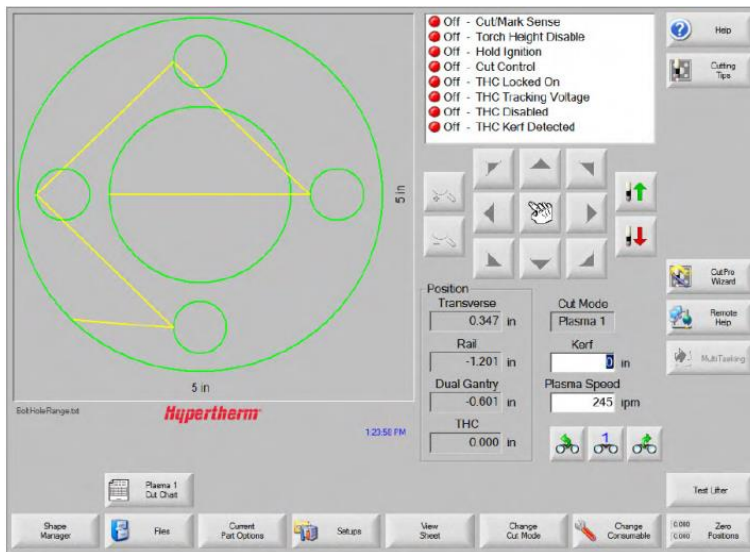 Off - Cut/Mark Sense
Off - Torch Height Disable
Off - Hold Ignition
Off - Cut Control
Off - THC Locked On
Off - THC Tracking Voltage
Off - THC Disabled
Off - THC Kerf Detected
Help
Cutting
Tips
5 in
5 in
BoltHoleRange.txt
Hypertherm
1:23:58 PM
Position
Transverse
0.347 in
Rail
-1.201 in
Dual Gantry
-0.601 in
THC
0.000 in
Cut Mode
Plasma 1
Kerf
0 in
Plasma Speed
245 ipm
1
CutPro
Wizard
Remote
Help
MultiTasking
Plasma 1
Cut Chart
Test Lifter
Shape
Manager
Files
Current
Part Options
Setups
View
Sheet
Change
Cut Mode
Change
Consumable
0.000
0.000
Zero
Positions